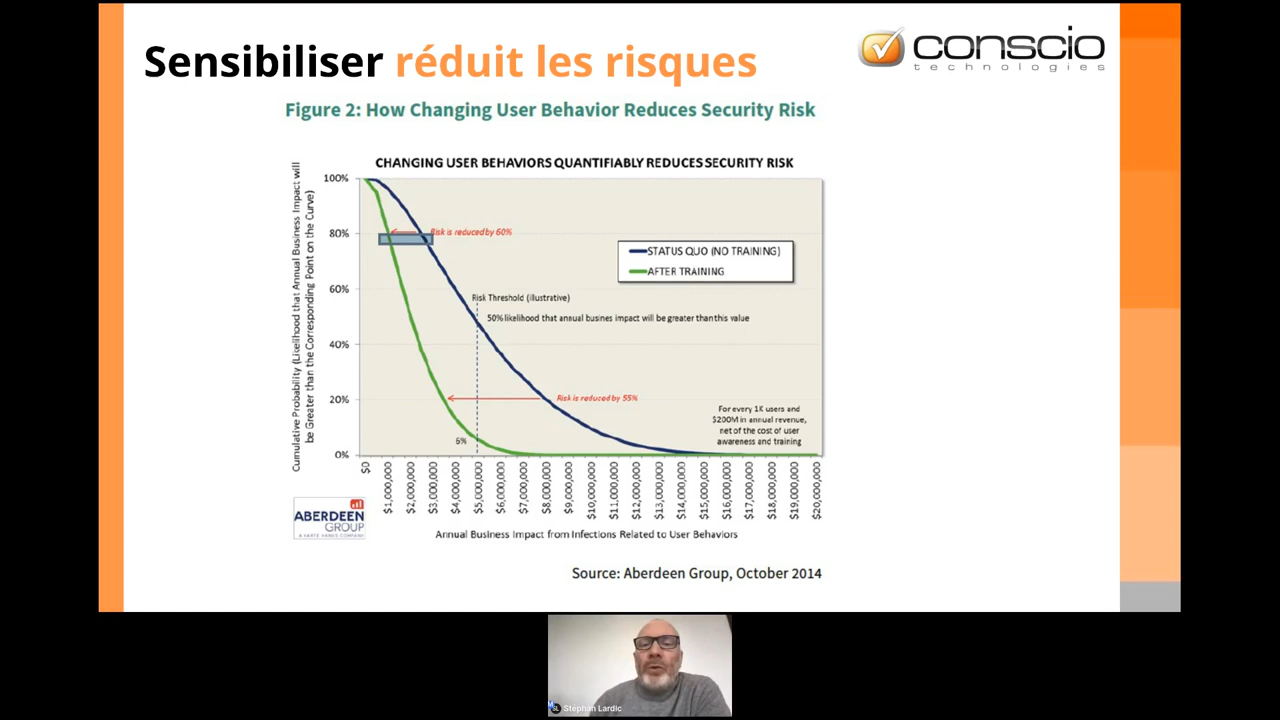 Sensibiliser réduit les risques
conscio
technologies
Figure 2: How Changing User Behavior Reduces Security Risk
CHANGING USER BEHAVIORS QUANTIFIABLY REDUCES SECURITY RISK
Cumulative Probability (Likelihood that Annual Business Impact will
be Greater than the Corresponding Point on the Curve)
100%
80%
60%
40%
20%
0%
Risk is reduced by 60%
STATUS QUO (NO TRAINING)
AFTER TRAINING
Risk Threshold (illustrative)
50% likelihood that annual busines impact will be greater than this value
Risk is reduced by 55%
For every 1K users and
$200M in annual revenue,
net of the cost of user
awareness and training
6%
$0
$1,000,000
$2,000,000
$3,000,000
$4,000,000
$5,000,000
$6,000,000
$7,000,000
$8,000,000
$9,000,000
$10,000,000
$11,000,000
$12,000,000
$13,000,000
$14,000,000
$15,000,000
$16,000,000
$17,000,000
$18,000,000
$19,000,000
$20,000,000
ABERDEEN
GROUP
A HARTE HANKS COMPANY
Annual Business Impact from Infections Related to User Behaviors
Source: Aberdeen Group, October 2014
SL
Stéphan Lardic